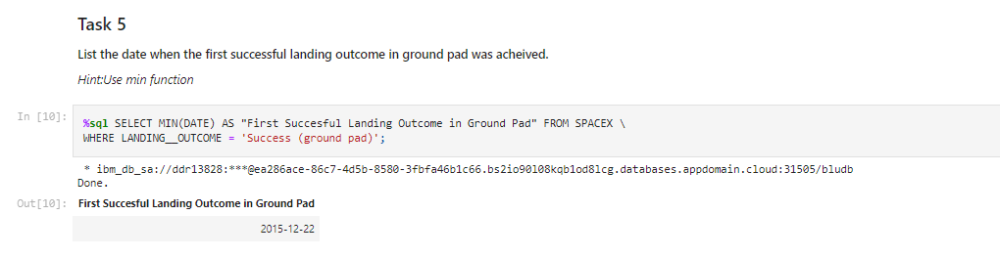 Task 5
List the date when the first successful landing outcome in ground pad was acheived.
Hint:Use min function
In [10]:
%sql SELECT MIN(DATE) AS "First Succesful Landing Outcome in Ground Pad" FROM SPACEX \
WHERE LANDING__OUTCOME = 'Success (ground pad)';
* ibm_db_sa://ddr13828:***@ea286ace-86c7-4d5b-8580-3fbfa46b1c66.bs2io90l08kqb1od8lcg.databases.appdomain.cloud:31505/bludb
Done.
Out[10]:
First Succesful Landing Outcome in Ground Pad
2015-12-22